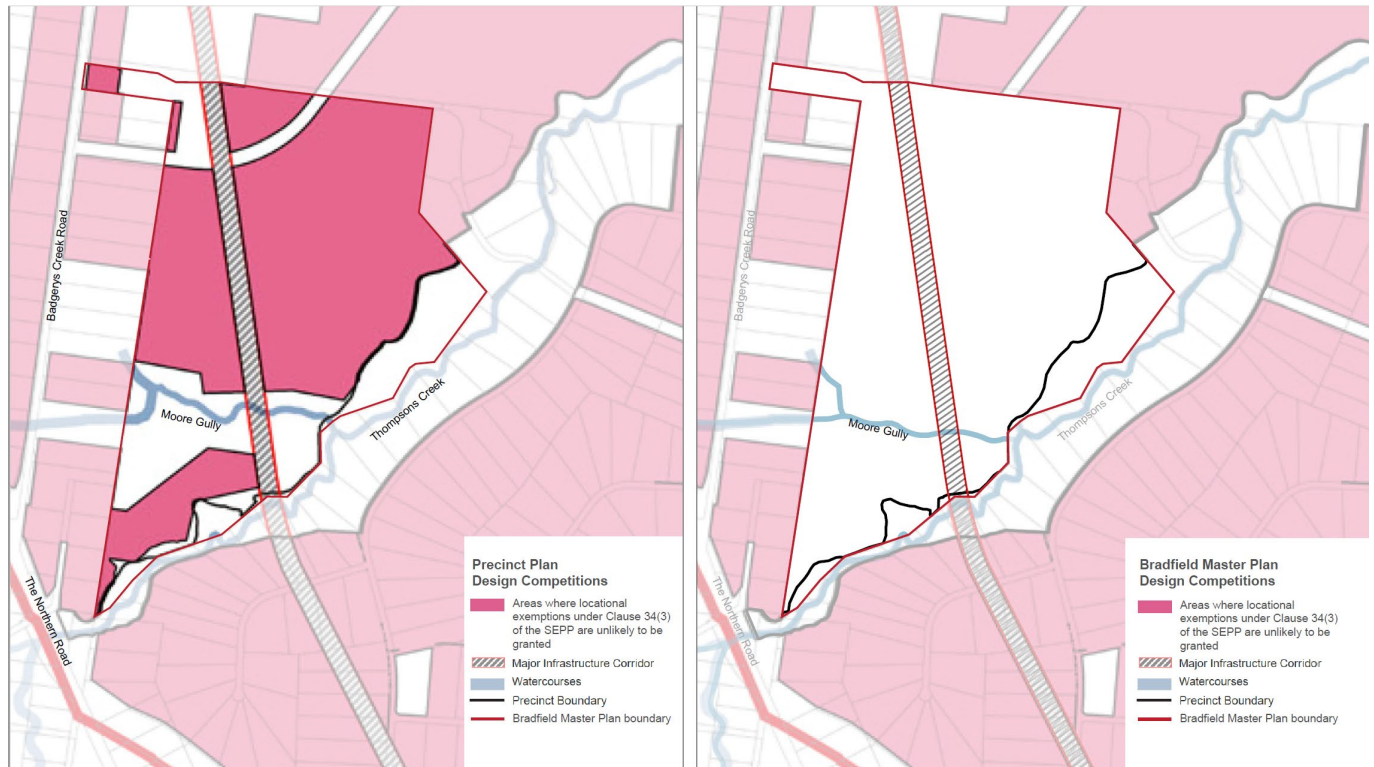 Badgerys Creek Road
Moore Gully
Thompsons Creek
The Northern Road
Precinct Plan
Design Competitions
Areas where locational
exemptions under Clause 34(3)
of the SEPP are unlikely to be
granted
Major Infrastructure Corridor
Watercourses
Precinct Boundary
Bradfield Master Plan boundary
Badgerys Creek Road
Moore Gully
Thompsons Creek
The Northern Road
Bradfield Master Plan
Design Competitions
Areas where locational
exemptions under Clause 34(3)
of the SEPP are unlikely to be
granted
Major Infrastructure Corridor
Watercourses
Precinct Boundary
Bradfield Master Plan boundary